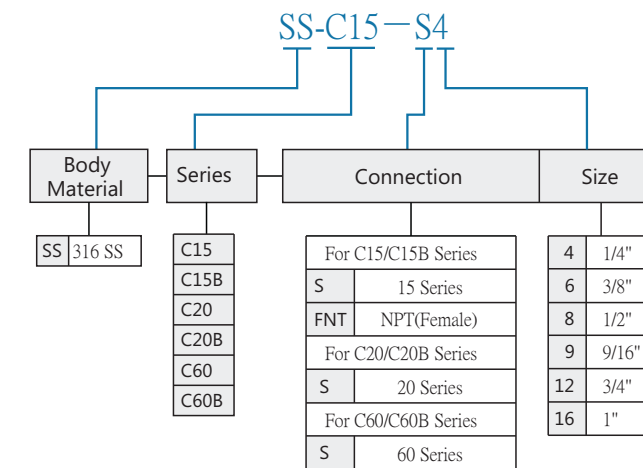 SS-C15—S4
Body Material
Series
Connection
Size
SS 316 SS
C15
C15B
C20
C20B
C60
C60B
For C15/C15B Series
S 15 Series
FNT NPT(Female)
For C20/C20B Series
S 20 Series
For C60/C60B Series
S 60 Series
4 1/4"
6 3/8"
8 1/2"
9 9/16"
12 3/4"
16 1"